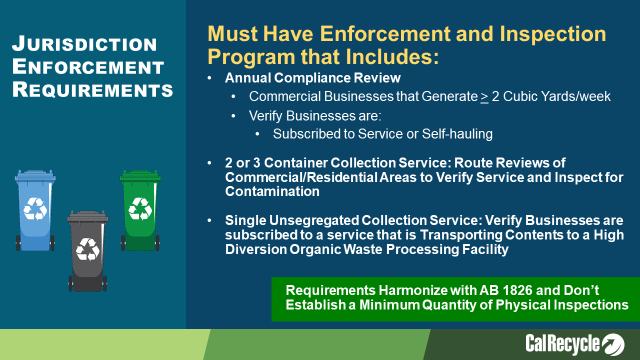 JURISDICTION
ENFORCEMENT
REQUIREMENTS
Must Have Enforcement and Inspection
Program that Includes:
• Annual Compliance Review
• Commercial Businesses that Generate ≥ 2 Cubic Yards/week
• Verify Businesses are:
• Subscribed to Service or Self-hauling
• 2 or 3 Container Collection Service: Route Reviews of
Commercial/Residential Areas to Verify Service and Inspect for
Contamination
• Single Unsegregated Collection Service: Verify Businesses are
subscribed to a service that is Transporting Contents to a High
Diversion Organic Waste Processing Facility
Requirements Harmonize with AB 1826 and Don’t
Establish a Minimum Quantity of Physical Inspections
CalRecycle